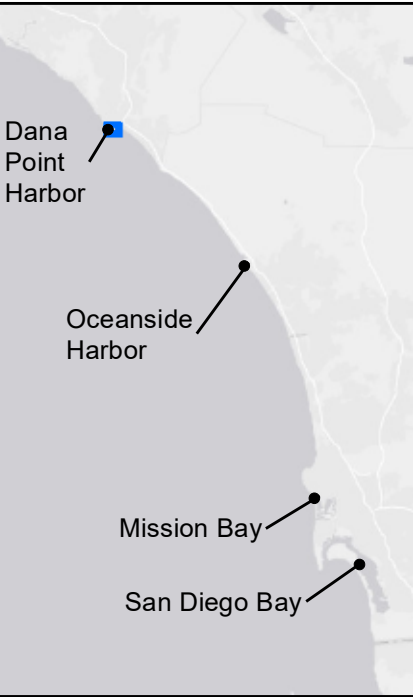 Dana
Point
Harbor
Oceanside
Harbor
Mission Bay
San Diego Bay